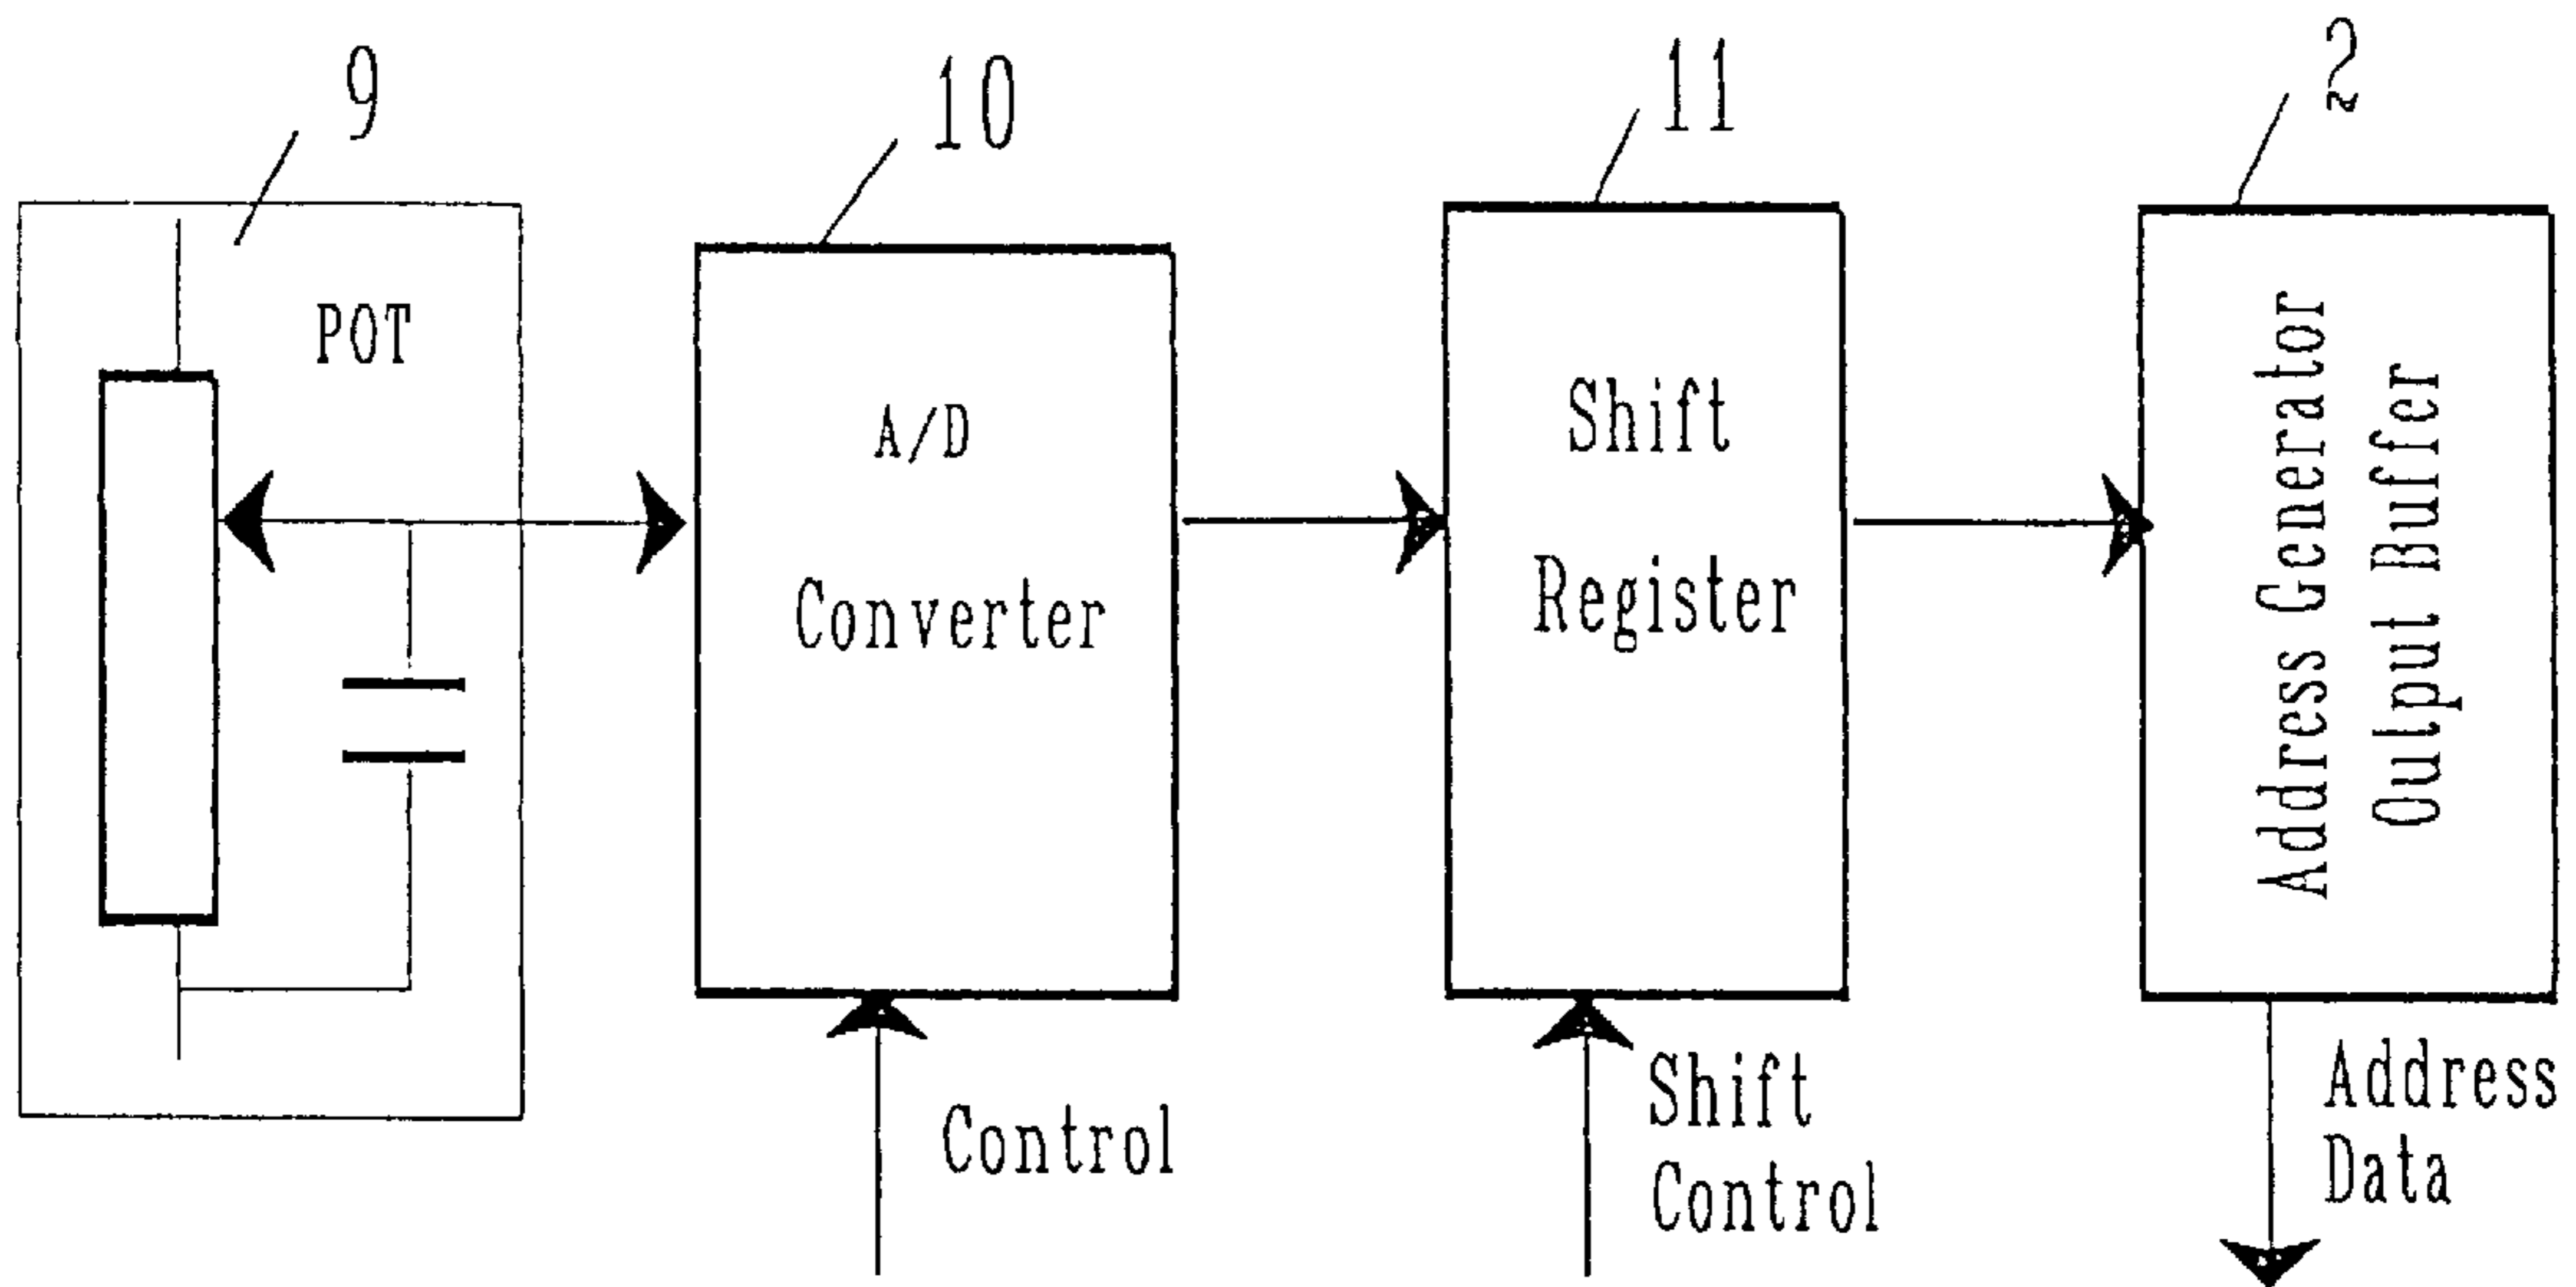 9
10
11
2
POT
A/D
Converter
Shift
Register
Address Generator
Output Buffer
Control
Shift
Control
Address
Data